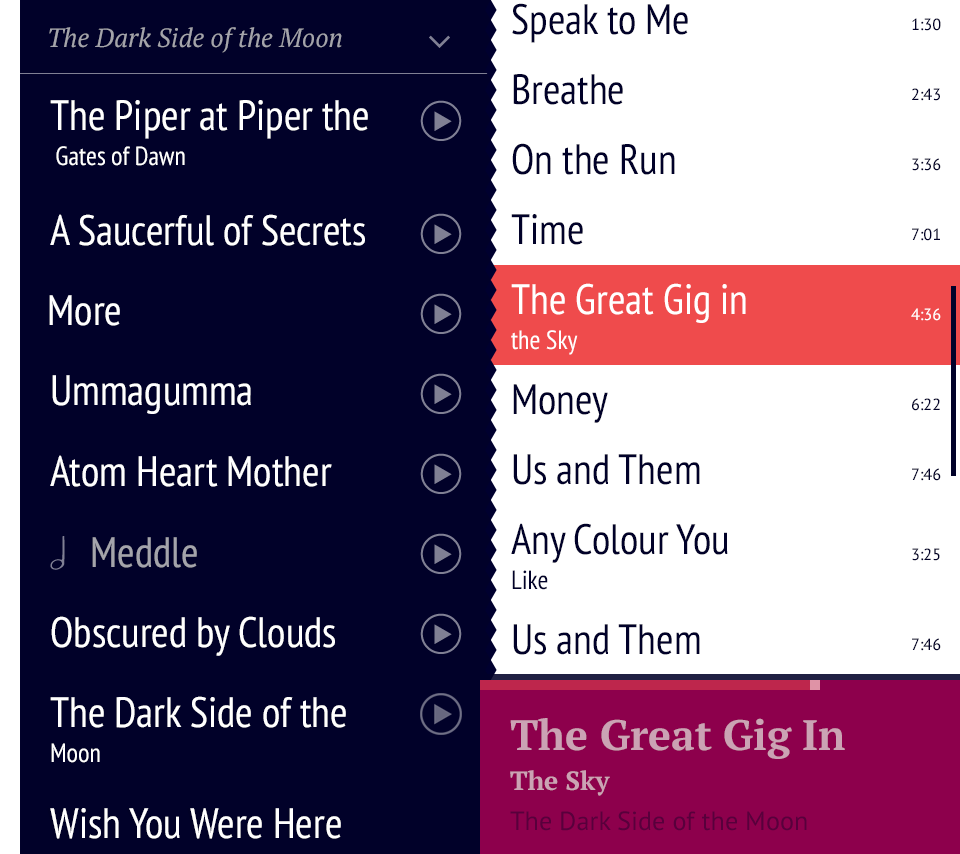 The Dark Side of the Moon
The Piper at Piper the
Gates of Dawn
A Saucerful of Secrets
More
Ummagumma
Atom Heart Mother
Meddle
Obscured by Clouds
The Dark Side of the
Moon
Wish You Were Here
Speak to Me 1:30
Breathe 2:43
On the Run 3:36
Time 7:01
The Great Gig in 4:36
the Sky
Money 6:22
Us and Them 7:46
Any Colour You 3:25
Like
Us and Them 7:46
The Great Gig In
The Sky
The Dark Side of the Moon